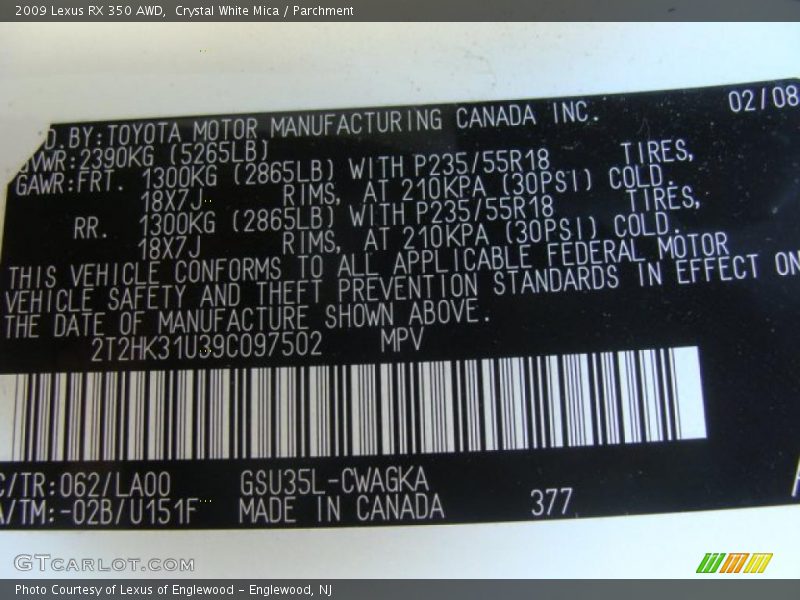 2009 Lexus RX 350 AWD,  Crystal White Mica / Parchment
02/08
D.BY:TOYOTA MOTOR MANUFACTURING CANADA INC.
GVWR:2390KG (5265LB)
GAWR:FRT. 1300KG (2865LB) WITH P235/55R18 TIRES,
18X7J RIMS, AT 210KPA (30PSI) COLD.
RR. 1300KG (2865LB) WITH P235/55R18 TIRES,
18X7J RIMS, AT 210KPA (30PSI) COLD.
THIS VEHICLE CONFORMS TO ALL APPLICABLE FEDERAL MOTOR
VEHICLE SAFETY AND THEFT PREVENTION STANDARDS IN EFFECT ON
THE DATE OF MANUFACTURE SHOWN ABOVE.
2T2HK31U39C097502 MPV
C/TR:062/LA00 GSU35L-CWAGKA
A/TM:-02B/U151F MADE IN CANADA 377
GTCARLOT.COM
Photo Courtesy of Lexus of Englewood - Englewood, NJ